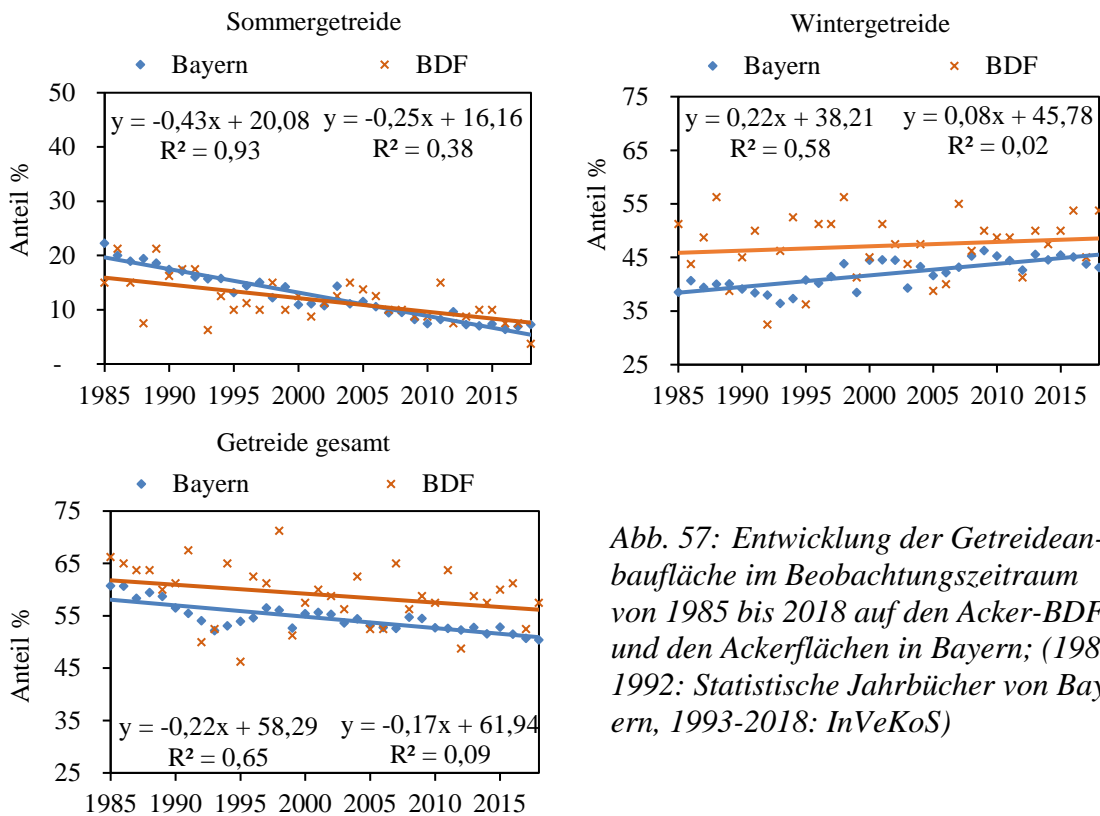 Sommergetreide
Bayern BDF
y = -0,43x + 20,08 y = -0,25x + 16,16
R² = 0,93 R² = 0,38
Anteil %
50
40
30
20
10
-
1985 1990 1995 2000 2005 2010 2015
Wintergetreide
Bayern BDF
y = 0,22x + 38,21 y = 0,08x + 45,78
R² = 0,58 R² = 0,02
Anteil %
75
65
55
45
35
25
1985 1990 1995 2000 2005 2010 2015
Getreide gesamt
Bayern BDF
Anteil %
75
65
55
45
35
25
y = -0,22x + 58,29 y = -0,17x + 61,94
R² = 0,65 R² = 0,09
1985 1990 1995 2000 2005 2010 2015
Abb. 57: Entwicklung der Getreidean-
baufläche im Beobachtungszeitraum
von 1985 bis 2018 auf den Acker-BDF
und den Ackerflächen in Bayern; (198
1992: Statistische Jahrbücher von Bay
ern, 1993-2018: InVeKoS)